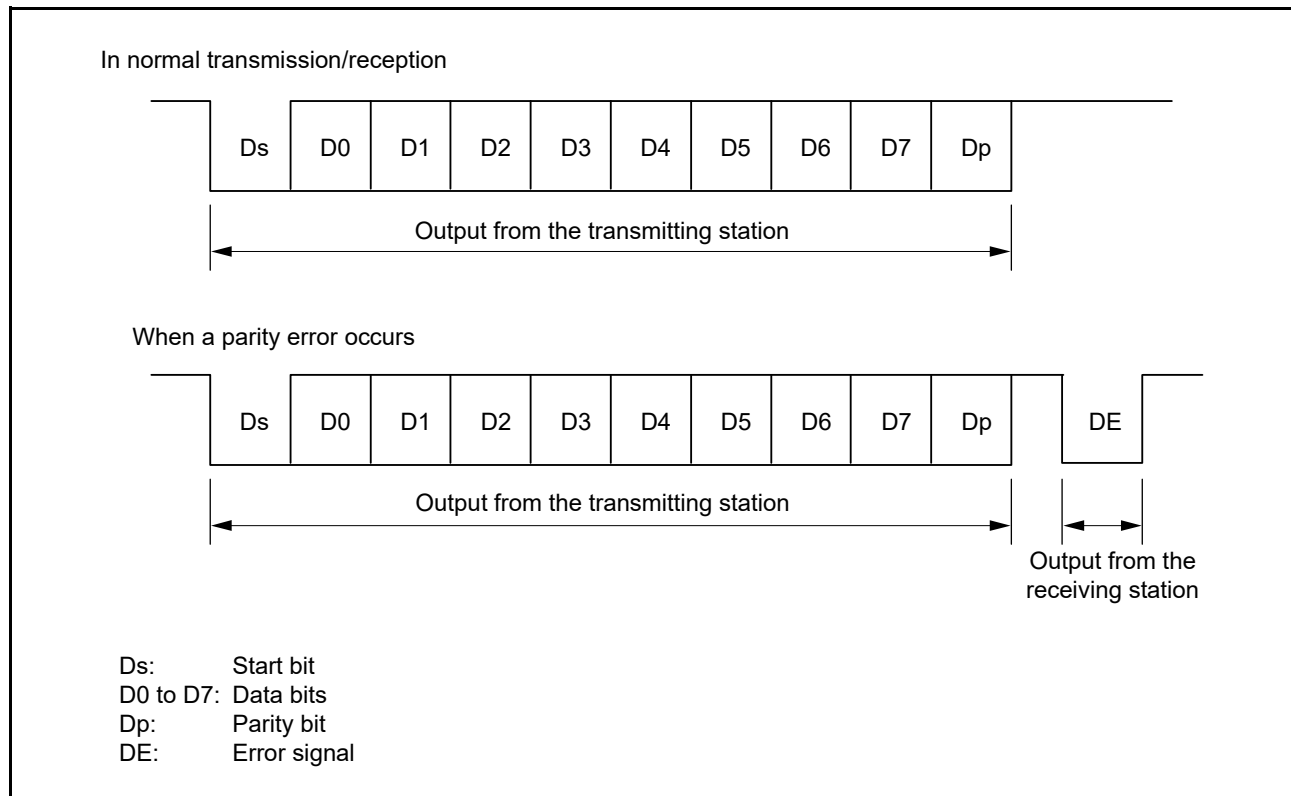 In normal transmission/reception
Ds D0 D1 D2 D3 D4 D5 D6 D7 Dp
Output from the transmitting station
When a parity error occurs
Ds D0 D1 D2 D3 D4 D5 D6 D7 Dp DE
Output from the transmitting station
Output from the
receiving station
Ds: Start bit
D0 to D7: Data bits
Dp: Parity bit
DE: Error signal